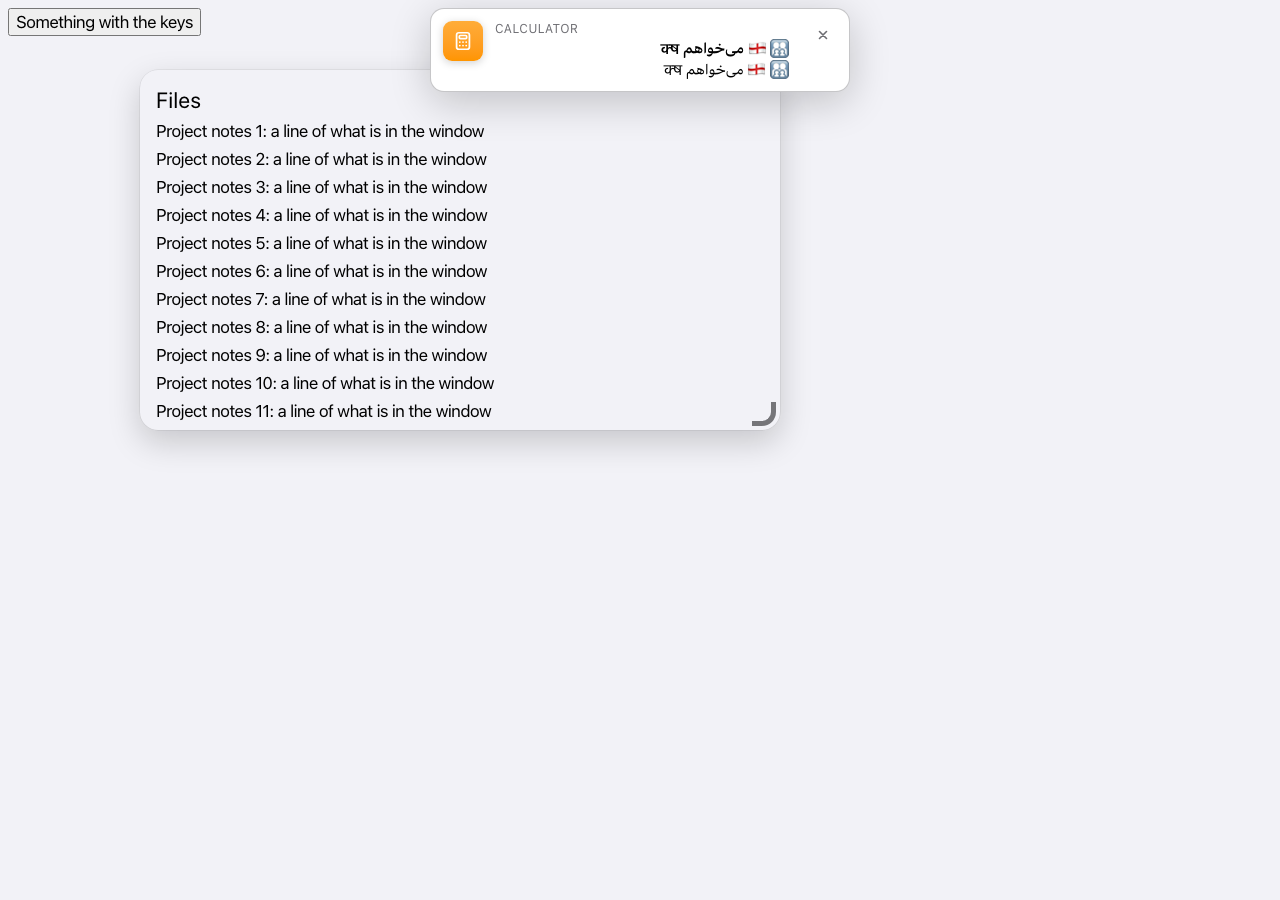 Something with the keys
CALCULATOR
👨‍👩‍👧‍👦 🏴󠁧󠁢󠁥󠁮󠁧󠁿 می‌خواهم क्ष
👨‍👩‍👧‍👦 🏴󠁧󠁢󠁥󠁮󠁧󠁿 می‌خواهم क्ष
Files
Project notes 1: a line of what is in the window
Project notes 2: a line of what is in the window
Project notes 3: a line of what is in the window
Project notes 4: a line of what is in the window
Project notes 5: a line of what is in the window
Project notes 6: a line of what is in the window
Project notes 7: a line of what is in the window
Project notes 8: a line of what is in the window
Project notes 9: a line of what is in the window
Project notes 10: a line of what is in the window
Project notes 11: a line of what is in the window